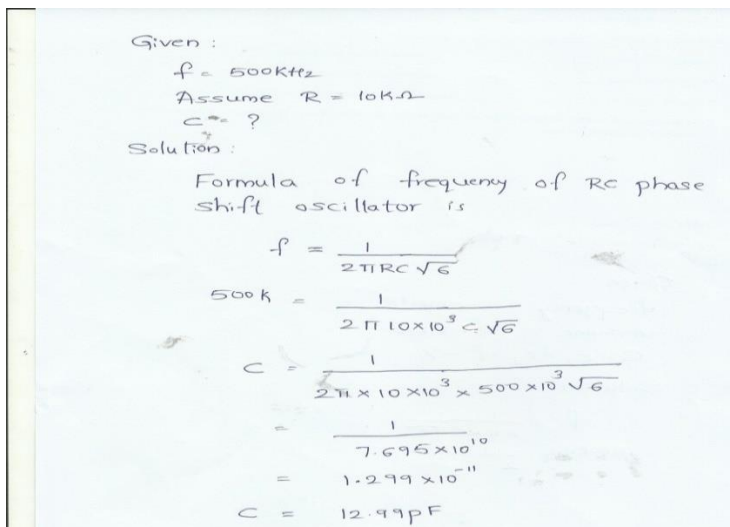 Given :
f = 500KHz
Assume R = 10KΩ
C = ?
Solution :
Formula of frequency of RC phase
shift oscillator is
f = 1 / 2πRC√6
500k = 1 / 2π 10×10³ C √6
C = 1 / 2π × 10 ×10³ × 500 ×10³ √6
= 1 / 7.695×10¹⁰
= 1.299 ×10⁻¹¹
C = 12.99pF